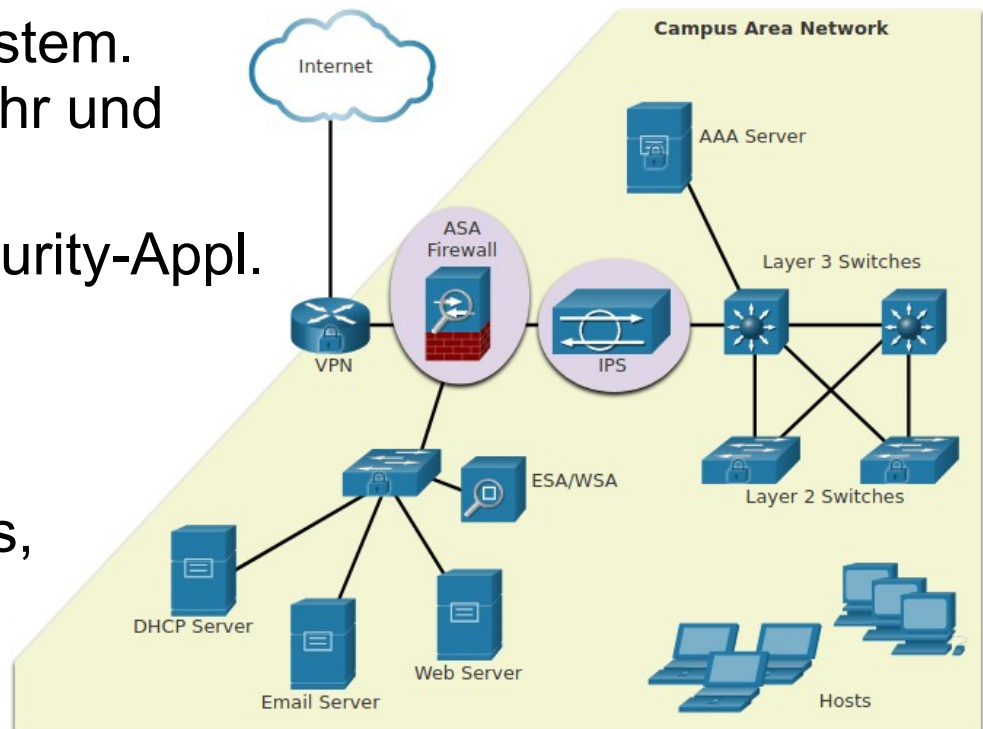 stem.
hr und
urity-Appl.
s,
Campus Area Network
Internet
AAA Server
ASA
Firewall
Layer 3 Switches
VPN
IPS
ESA/WSA
Layer 2 Switches
DHCP Server
Email Server
Web Server
Hosts